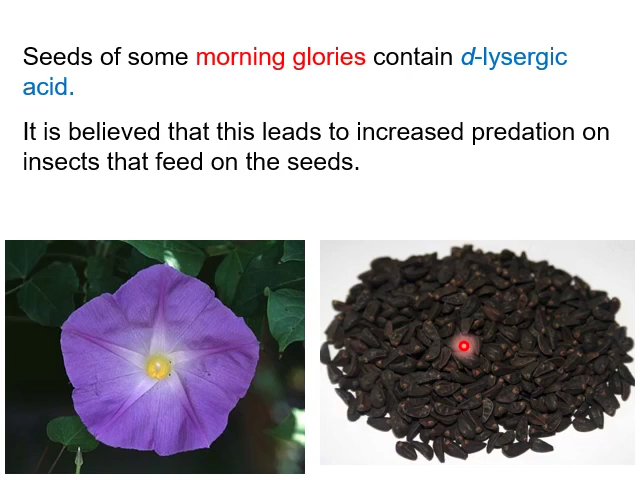 Seeds of some morning glories contain d-lysergic
acid.
It is believed that this leads to increased predation on
insects that feed on the seeds.